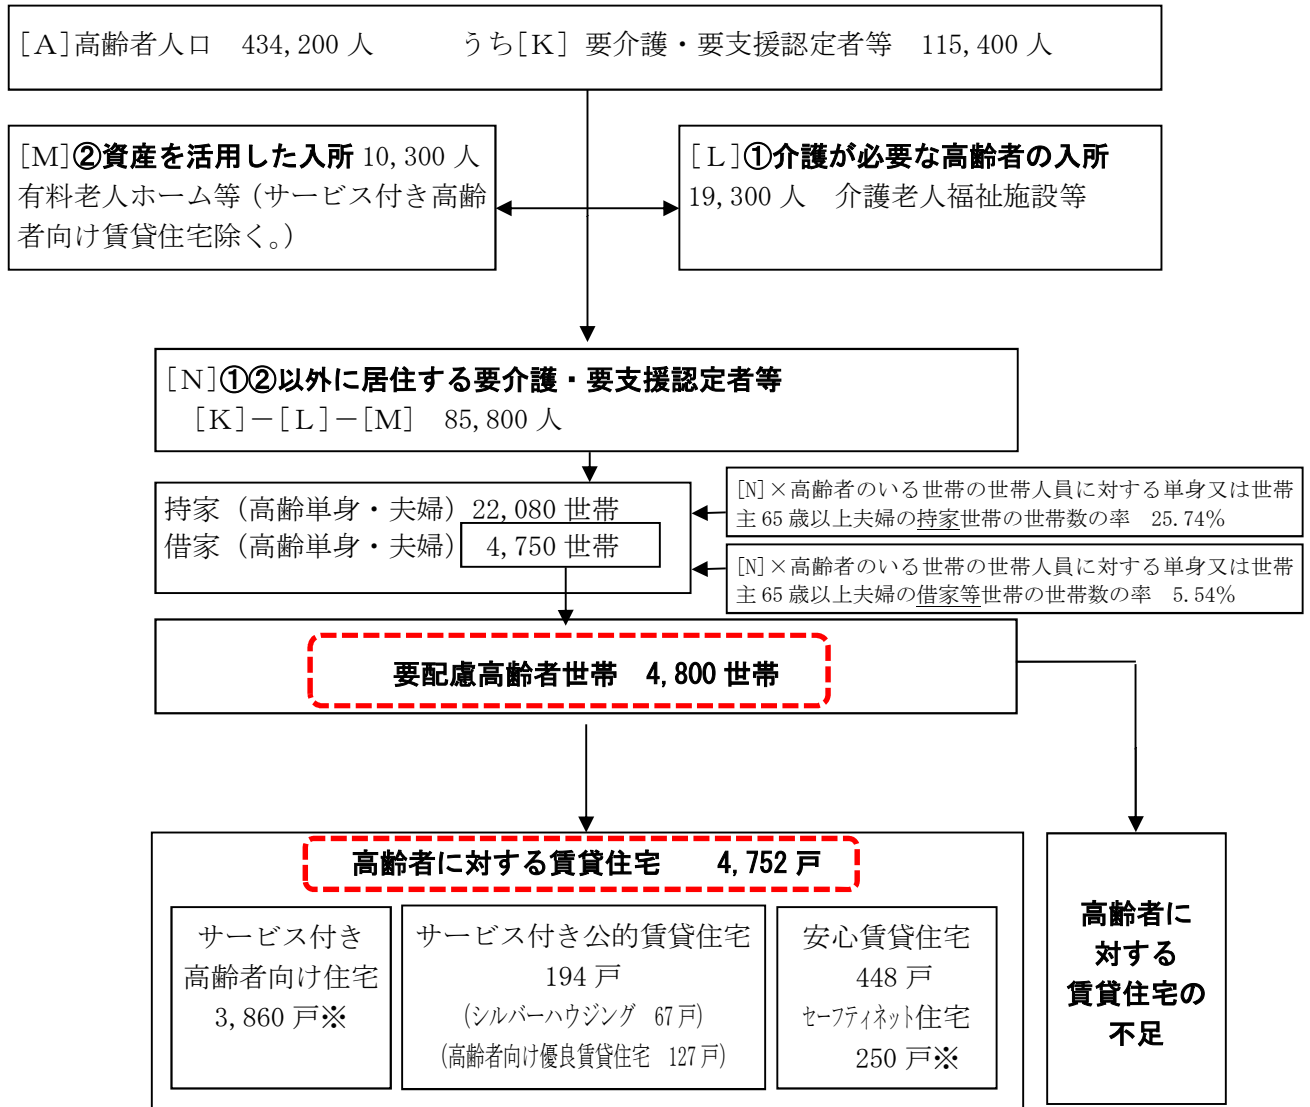 [A]高齢者人口　434,200 人　　　うち[K] 要介護・要支援認定者等　115,400 人
[M]②資産を活用した入所 10,300 人
有料老人ホーム等（サービス付き高齢
者向け賃貸住宅除く。）
[L]①介護が必要な高齢者の入所
19,300 人　介護老人福祉施設等
[N]①②以外に居住する要介護・要支援認定者等
[K]－[L]－[M]　85,800 人
持家（高齢単身・夫婦）22,080 世帯
借家（高齢単身・夫婦）　4,750 世帯
[N]×高齢者のいる世帯の世帯人員に対する単身又は世帯
主 65 歳以上夫婦の持家世帯の世帯数の率　25.74%
[N]×高齢者のいる世帯の世帯人員に対する単身又は世帯
主 65 歳以上夫婦の借家等世帯の世帯数の率　5.54%
要配慮高齢者世帯　4,800 世帯
高齢者に対する賃貸住宅　　4,752 戸
サービス付き
高齢者向け住宅
3,860 戸※
サービス付き公的賃貸住宅
194 戸
(シルバーハウジング　67 戸)
(高齢者向け優良賃貸住宅　127 戸)
安心賃貸住宅
448 戸
セーフティネット住宅
250 戸※
高齢者に
対する
賃貸住宅の
不足